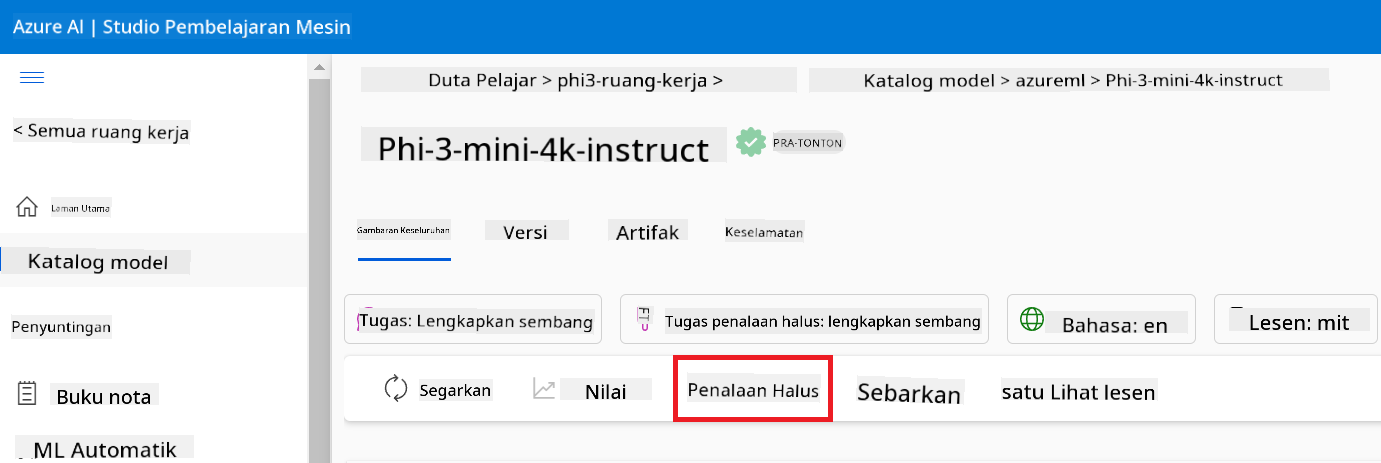 Azure AI | Studio Pembelajaran Mesin
Duta Pelajar > phi3-ruang-kerja >
Katalog model > azureml > Phi-3-mini-4k-instruct
< Semua ruang kerja
Phi-3-mini-4k-instruct
PRA-TONTON
Laman Utama
Gambaran Keseluruhan
Versi
Artifak
Keselamatan
Katalog model
Penyuntingan
Tugas: Lengkapkan sembang
Tugas penalaan halus: lengkapkan sembang
Bahasa: en
Lesen: mit
Buku nota
Segarkan
Nilai
Penalaan Halus
Sebarkan
satu Lihat lesen
ML Automatik